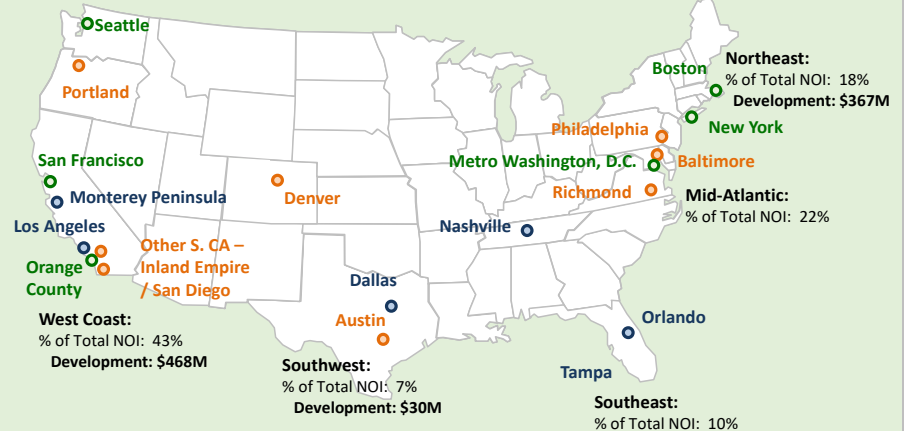 Seattle
Portland
San Francisco
Monterey Peninsula
Los Angeles
Orange
County
Other S. CA –
Inland Empire
/ San Diego
West Coast:
% of Total NOI: 43%
Development: $468M
Denver
Dallas
Austin
Southwest:
% of Total NOI: 7%
Development: $30M
Nashville
Orlando
Tampa
Southeast:
% of Total NOI: 10%
Boston
Northeast:
% of Total NOI: 18%
Development: $367M
New York
Philadelphia
Metro Washington, D.C.
Baltimore
Richmond
Mid-Atlantic:
% of Total NOI: 22%